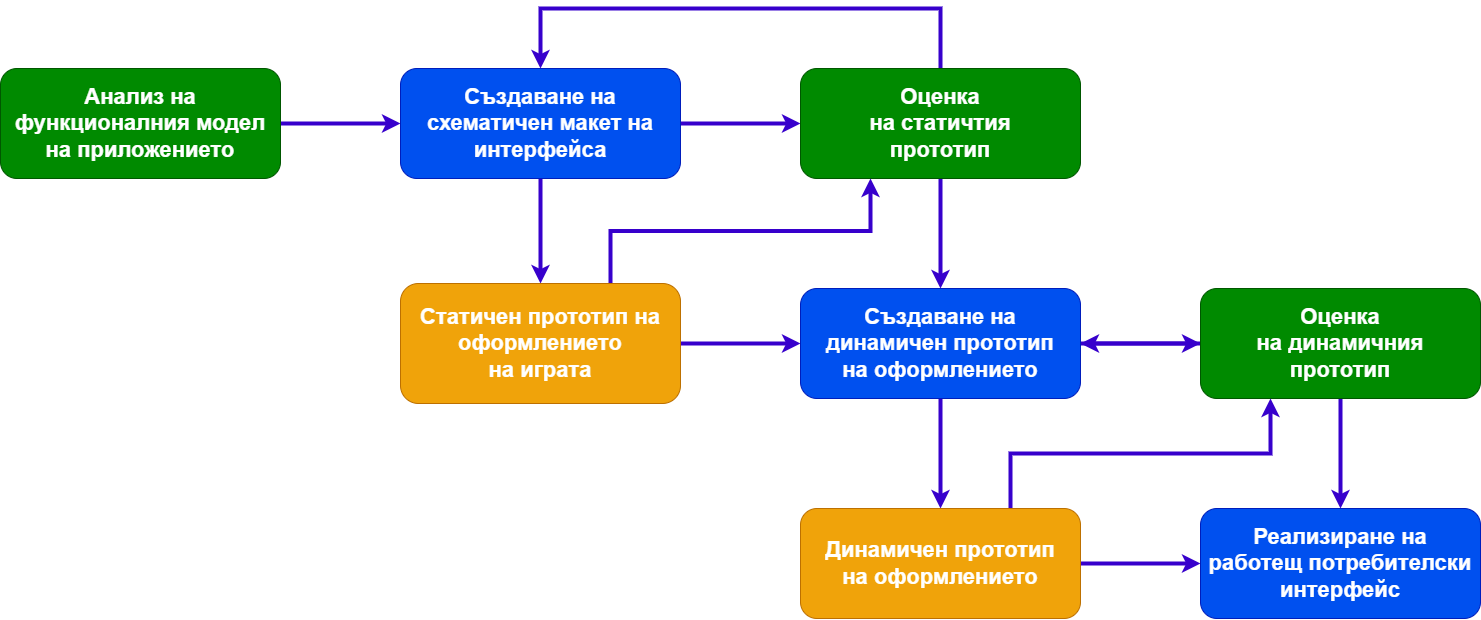 Анализ на
функционалния модел
на приложението
Създаване на
схематичен макет на
интерфейса
Оценка
на статичтия
прототип
Статичен прототип на
оформлението
на играта
Създаване на
динамичен прототип
на оформлението
Оценка
на динамичния
прототип
Динамичен прототип
на оформлението
Реализиране на
работещ потребителски
интерфейс